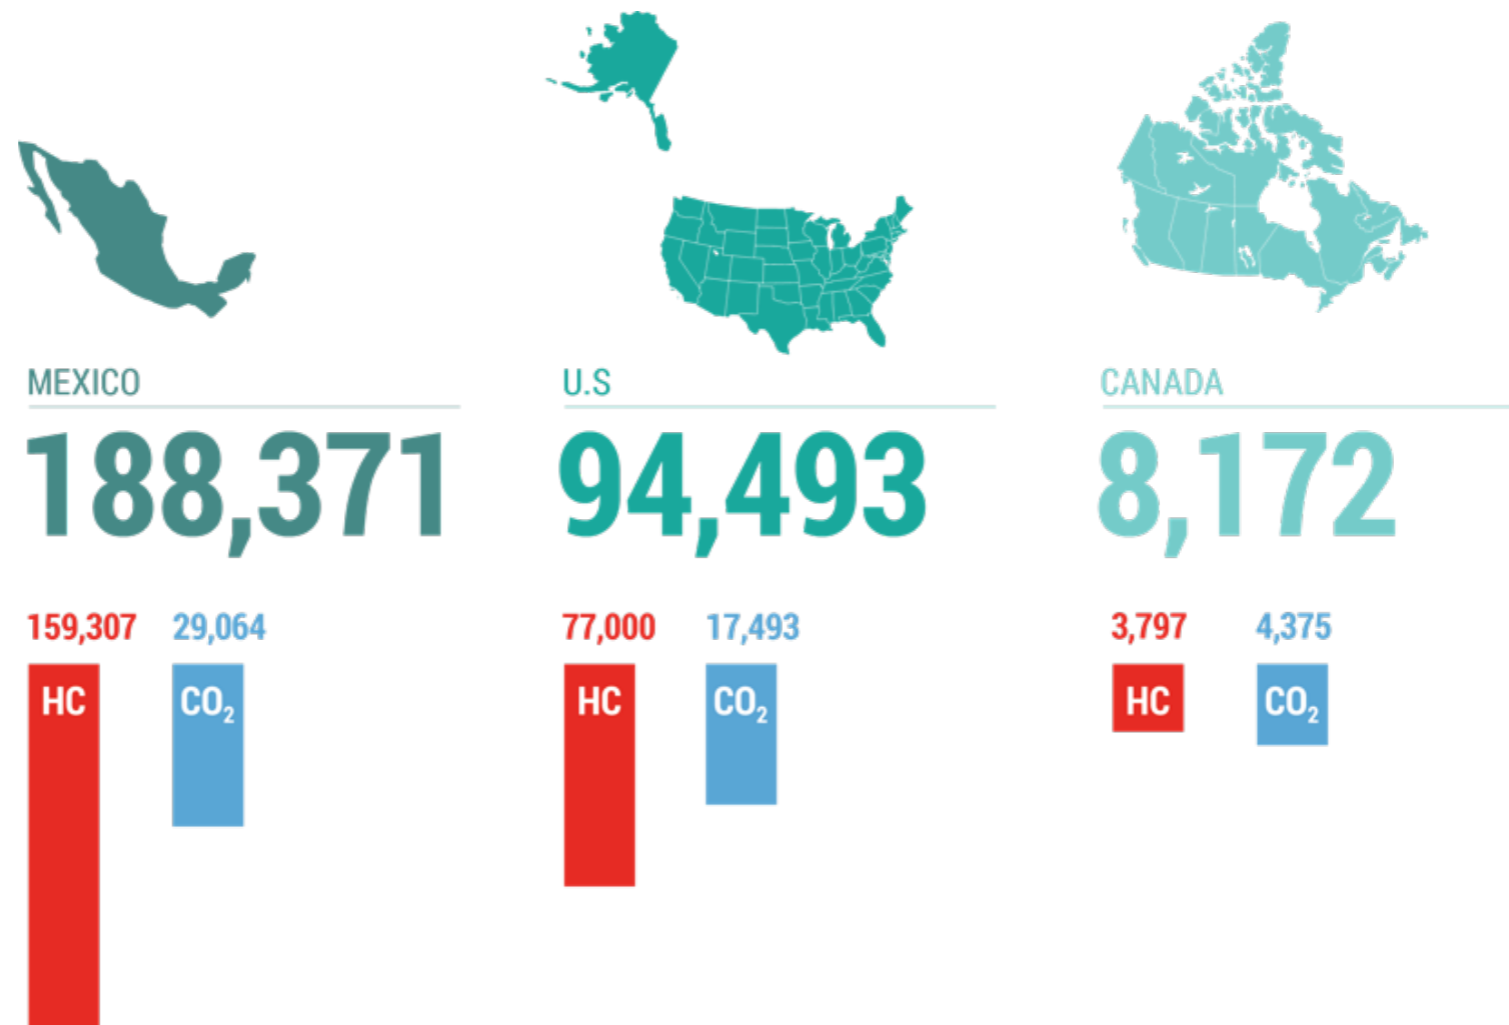 MEXICO
188,371
159,307 29,064
HC CO₂
U.S
94,493
77,000 17,493
HC CO₂
CANADA
8,172
3,797 4,375
HC CO₂